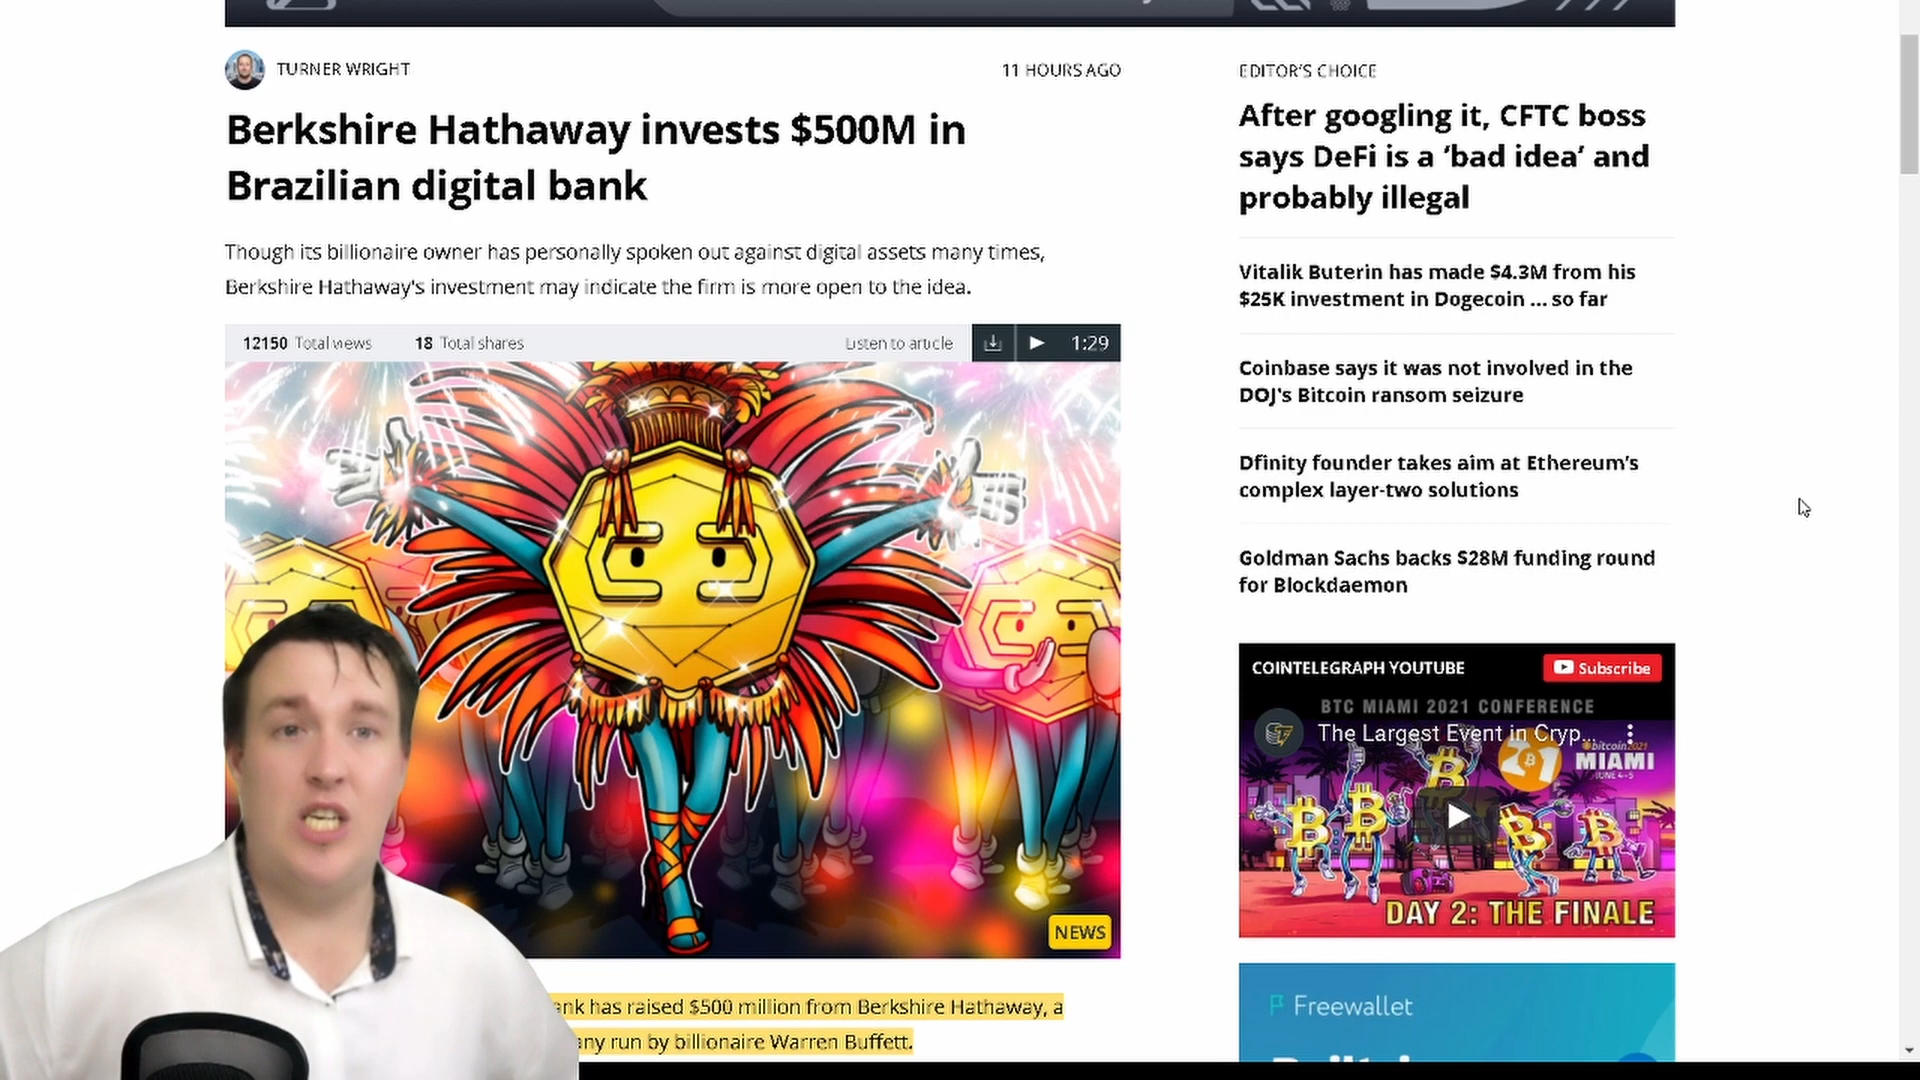 TURNER WRIGHT
11 HOURS AGO
Berkshire Hathaway invests $500M in
Brazilian digital bank
Though its billionaire owner has personally spoken out against digital assets many times,
Berkshire Hathaway's investment may indicate the firm is more open to the idea.
12150 Total views
18 Total shares
Listen to article
1:29
NEWS
has raised $500 million from Berkshire Hathaway, a
run by billionaire Warren Buffett.
EDITOR'S CHOICE
After googling it, CFTC boss
says DeFi is a ‘bad idea’ and
probably illegal
Vitalik Buterin has made $4.3M from his
$25K investment in Dogecoin ... so far
Coinbase says it was not involved in the
DOJ's Bitcoin ransom seizure
Dfinity founder takes aim at Ethereum’s
complex layer-two solutions
Goldman Sachs backs $28M funding round
for Blockdaemon
COINTELEGRAPH YOUTUBE
Subscribe
BTC MIAMI 2021 CONFERENCE
The Largest Event in Cryp...
bitcoin2021
MIAMI
JUNE 4-5
DAY 2: THE FINALE
Freewallet